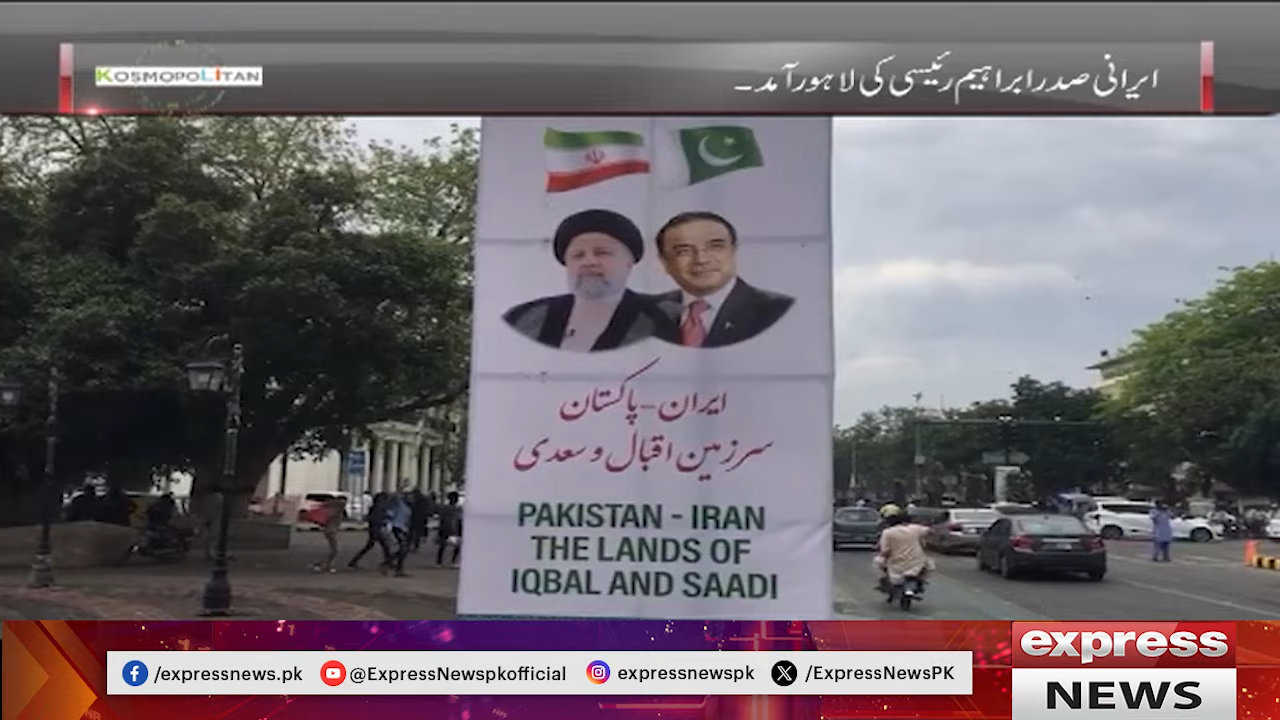 KOSMOPOLITAN
ایرانی صدر ابراہیم رئیسی کی لاہور آمد۔
ایران-پاکستان
سرزمین اقبال و سعدی
PAKISTAN - IRAN
THE LANDS OF
IQBAL AND SAADI
/expressnews.pk @ExpressNewspkofficial expressnewspk /ExpressNewsPK
express
NEWS